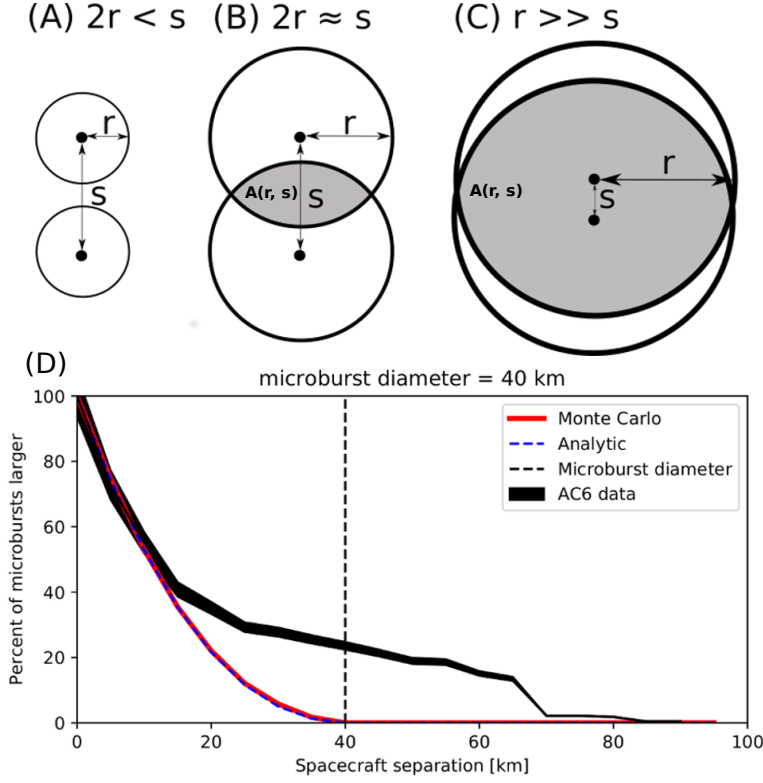 (A) 2r < s
(B) 2r ≈ s
(C) r >> s
r
s
r
A(r, s)
s
r
A(r, s)
s
(D)
microburst diameter = 40 km
Percent of microbursts larger
100
80
60
40
20
0
Monte Carlo
Analytic
Microburst diameter
AC6 data
0 20 40 60 80 100
Spacecraft separation [km]